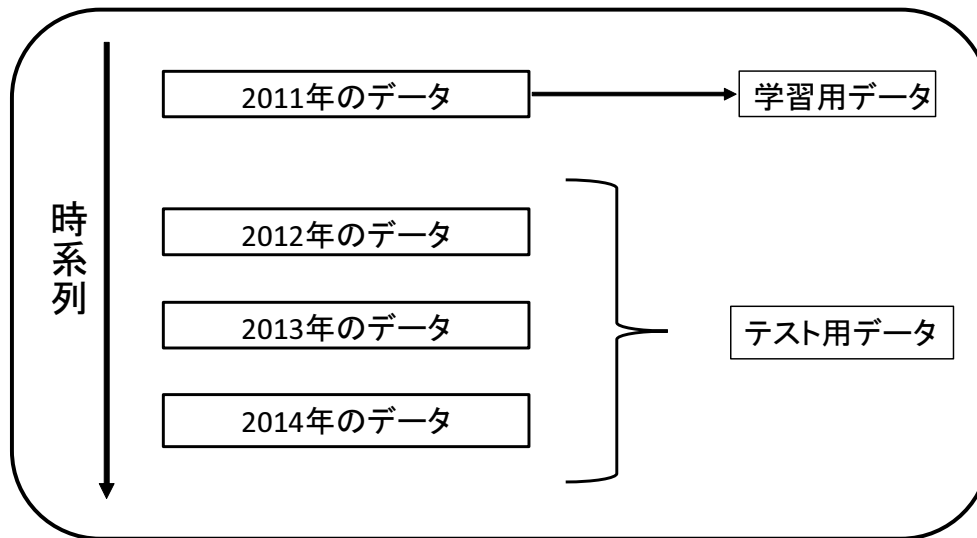 2011年のデータ
学習用データ
時系列
2012年のデータ
2013年のデータ
テスト用データ
2014年のデータ